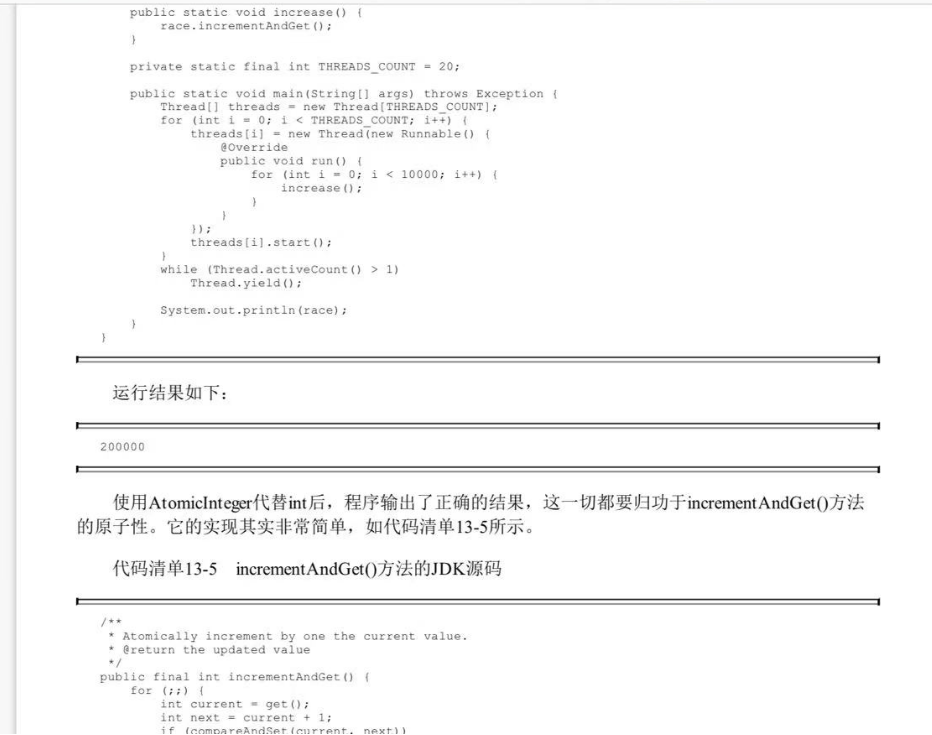 public static void increase() {
race.incrementAndGet();
}
private static final int THREADS_COUNT = 20;
public static void main(String[] args) throws Exception {
Thread[] threads = new Thread[THREADS_COUNT];
for (int i = 0; i < THREADS_COUNT; i++) {
threads[i] = new Thread(new Runnable() {
@Override
public void run() {
for (int i = 0; i < 10000; i++) {
increase();
}
}
});
threads[i].start();
}
while (Thread.activeCount() > 1)
Thread.yield();
System.out.println(race);
}
}
运行结果如下：
200000
使用AtomicInteger代替int后，程序输出了正确的结果，这一切都要归功于incrementAndGet()方法
的原子性。它的实现其实非常简单，如代码清单13-5所示。
代码清单13-5 incrementAndGet()方法的JDK源码
/**
* Atomically increment by one the current value.
* @return the updated value
*/
public final int incrementAndGet() {
for (;;) {
int current = get();
int next = current + 1;
if (compareAndSet(current, next))